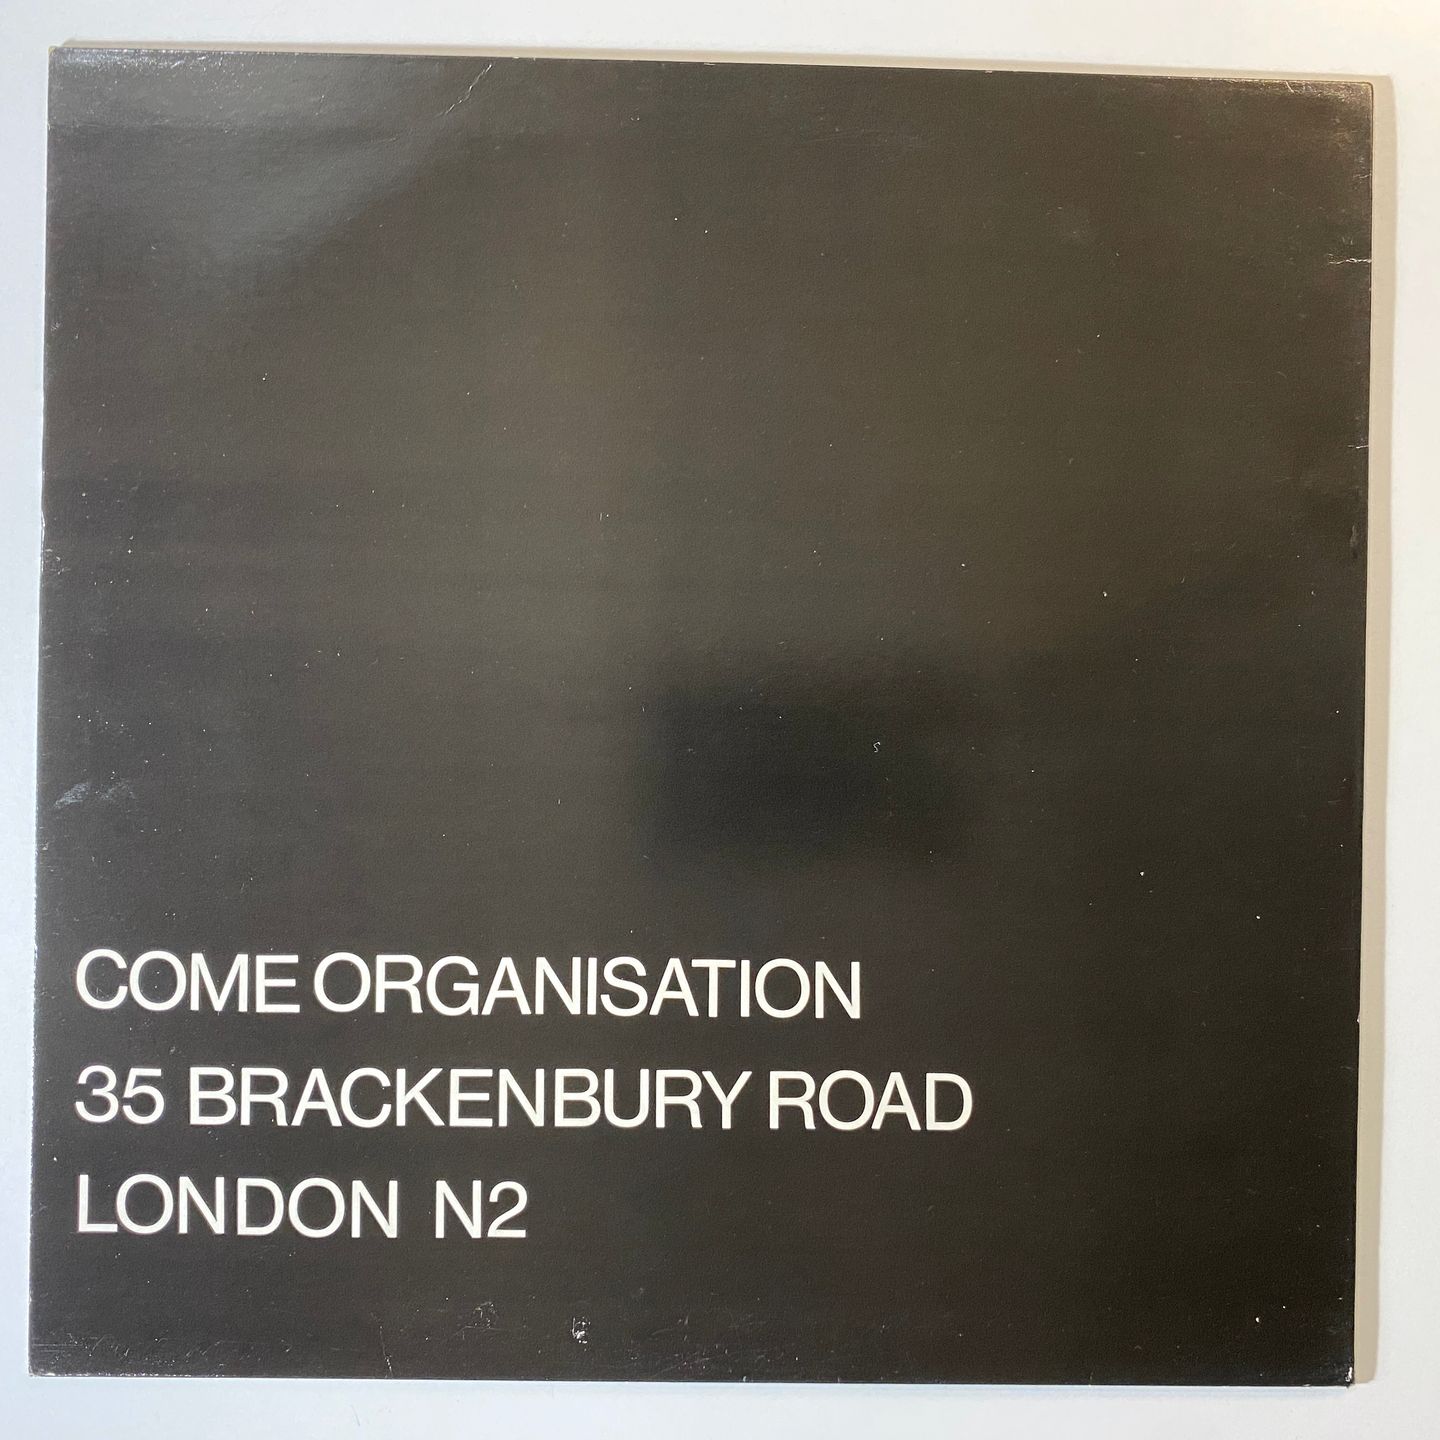 COME ORGANISATION
35 BRACKENBURY ROAD
LONDON N2